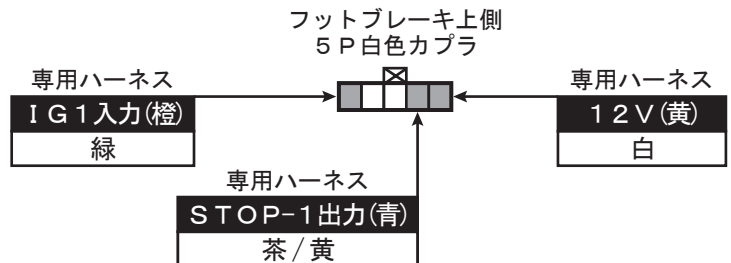 フットブレーキ上側
５Ｐ白色カプラ
専用ハーネス
ＩＧ１入力(橙)
緑
専用ハーネス
１２Ｖ(黄)
白
専用ハーネス
ＳＴＯＰ-１出力(青)
茶/黄